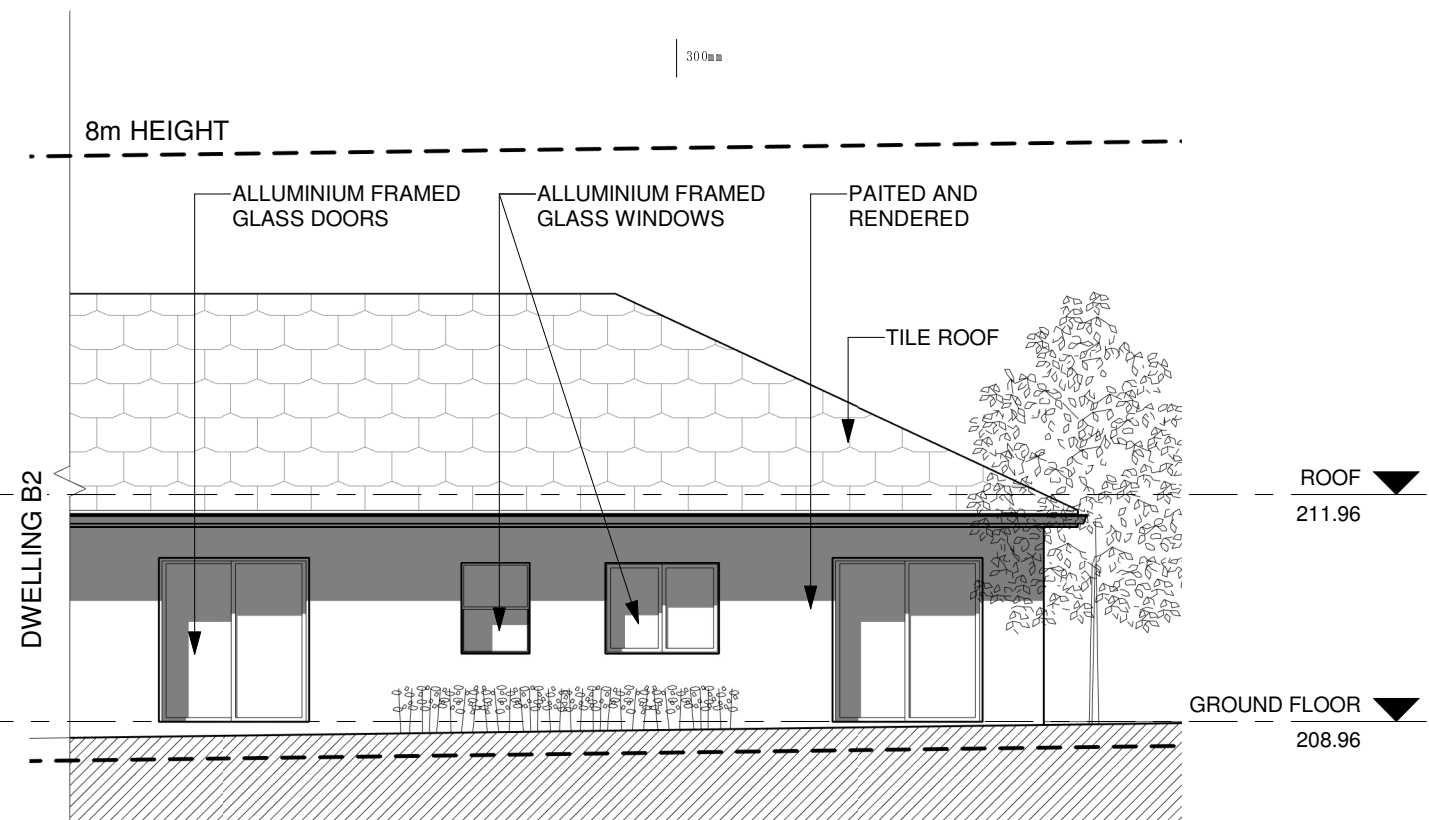 300mm
8m HEIGHT
ALLUMINIUM FRAMED
GLASS DOORS
ALLUMINIUM FRAMED
GLASS WINDOWS
PAITED AND
RENDERED
TILE ROOF
DWELLING B2
ROOF
211.96
GROUND FLOOR
208.96